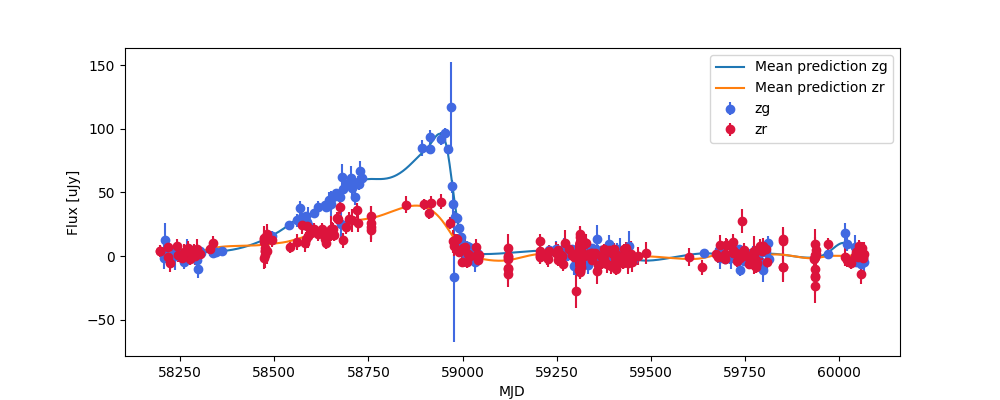 150
100
50
0
−50
Flux [uJy]
58250
58500
58750
59000
59250
59500
59750
60000
MJD
Mean prediction zg
Mean prediction zr
zg
zr